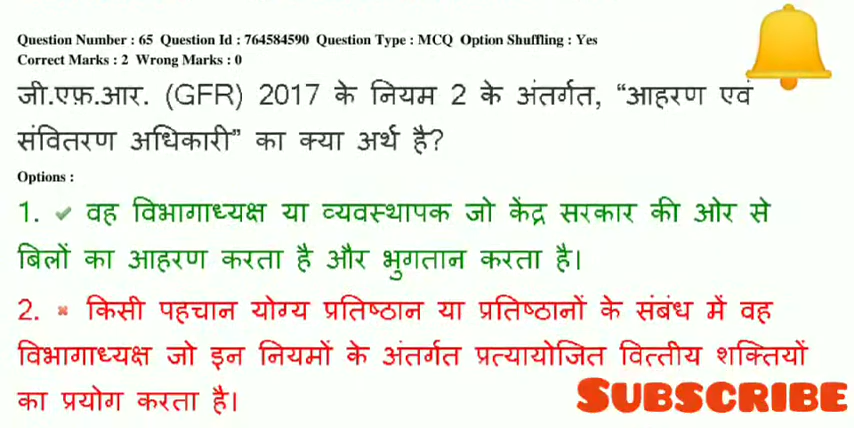 Question Number : 65 Question Id : 764584590 Question Type : MCQ Option Shuffling : Yes
Correct Marks : 2 Wrong Marks : 0
जी.एफ़.आर. (GFR) 2017 के नियम 2 के अंतर्गत, “आहरण एवं
संवितरण अधिकारी” का क्या अर्थ है?
Options :
1. ✔ वह विभागाध्यक्ष या व्यवस्थापक जो केंद्र सरकार की ओर से
बिलों का आहरण करता है और भुगतान करता है।
2. ✖ किसी पहचान योग्य प्रतिष्ठान या प्रतिष्ठानों के संबंध में वह
विभागाध्यक्ष जो इन नियमों के अंतर्गत प्रत्यायोजित वित्तीय शक्तियों
का प्रयोग करता है।
SUBSCRIBE